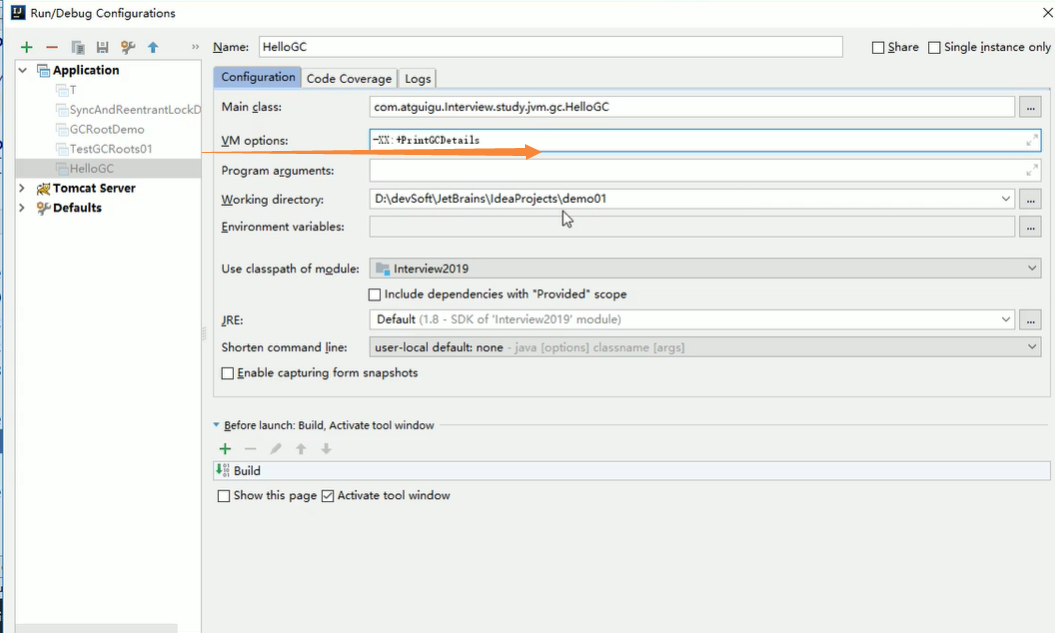 Run/Debug Configurations
Name: HelloGC
Share
Single instance only
Application
T
SyncAndReentrantLockD
GCRootDemo
TestGCRoots01
HelloGC
Tomcat Server
Defaults
Configuration Code Coverage Logs
Main class: com.atguigu.Interview.study.jvm.gc.HelloGC ...
VM options: -XX:+PrintGCDetails
Program arguments:
Working directory: D:\devSoft\JetBrains\IdeaProjects\demo01 ...
Environment variables: ...
Use classpath of module: Interview2019
Include dependencies with "Provided" scope
JRE: Default (1.8 - SDK of 'Interview2019' module) ...
Shorten command line: user-local default: none - java [options] classname [args]
Enable capturing form snapshots
Before launch: Build, Activate tool window
Build
Show this page Activate tool window